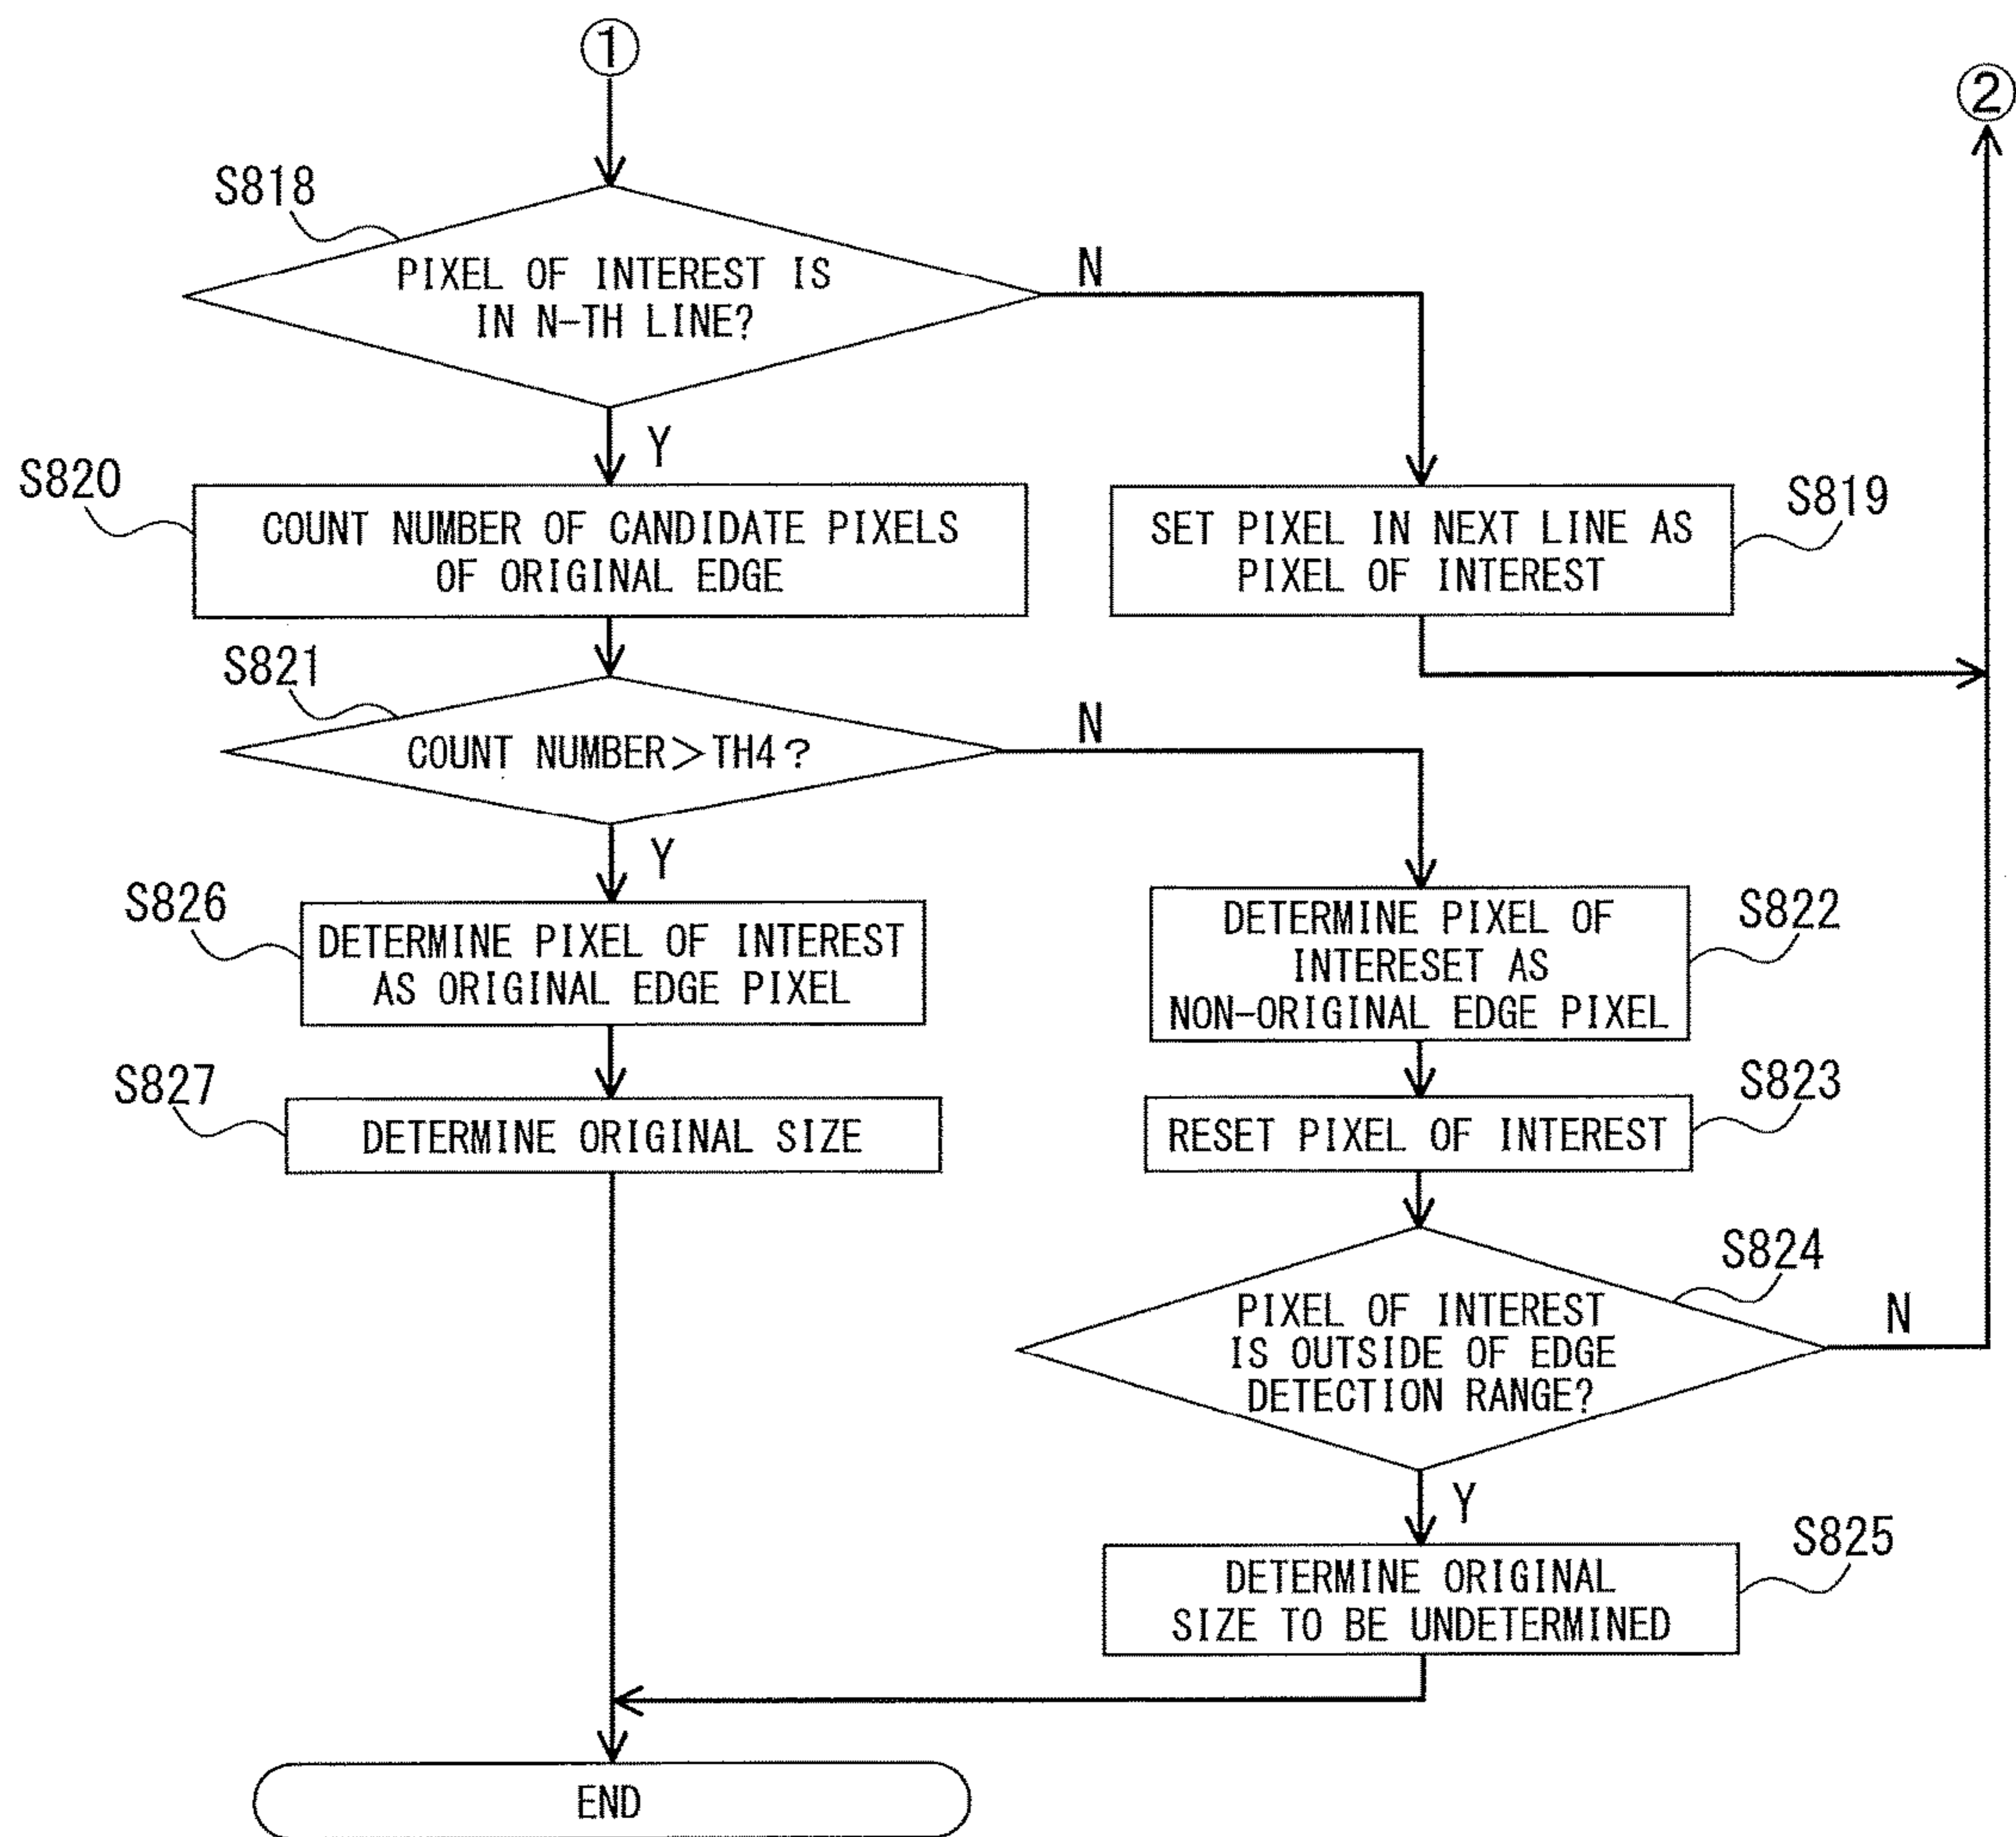 ①
②
S818
PIXEL OF INTEREST IS
IN N-TH LINE?
N
Y
S820
COUNT NUMBER OF CANDIDATE PIXELS
OF ORIGINAL EDGE
S819
SET PIXEL IN NEXT LINE AS
PIXEL OF INTEREST
S821
COUNT NUMBER>TH4?
N
Y
S826
DETERMINE PIXEL OF INTEREST
AS ORIGINAL EDGE PIXEL
S822
DETERMINE PIXEL OF
INTERESET AS
NON-ORIGINAL EDGE PIXEL
S827
DETERMINE ORIGINAL SIZE
S823
RESET PIXEL OF INTEREST
S824
PIXEL OF INTEREST
IS OUTSIDE OF EDGE
DETECTION RANGE?
N
Y
S825
DETERMINE ORIGINAL
SIZE TO BE UNDETERMINED
END